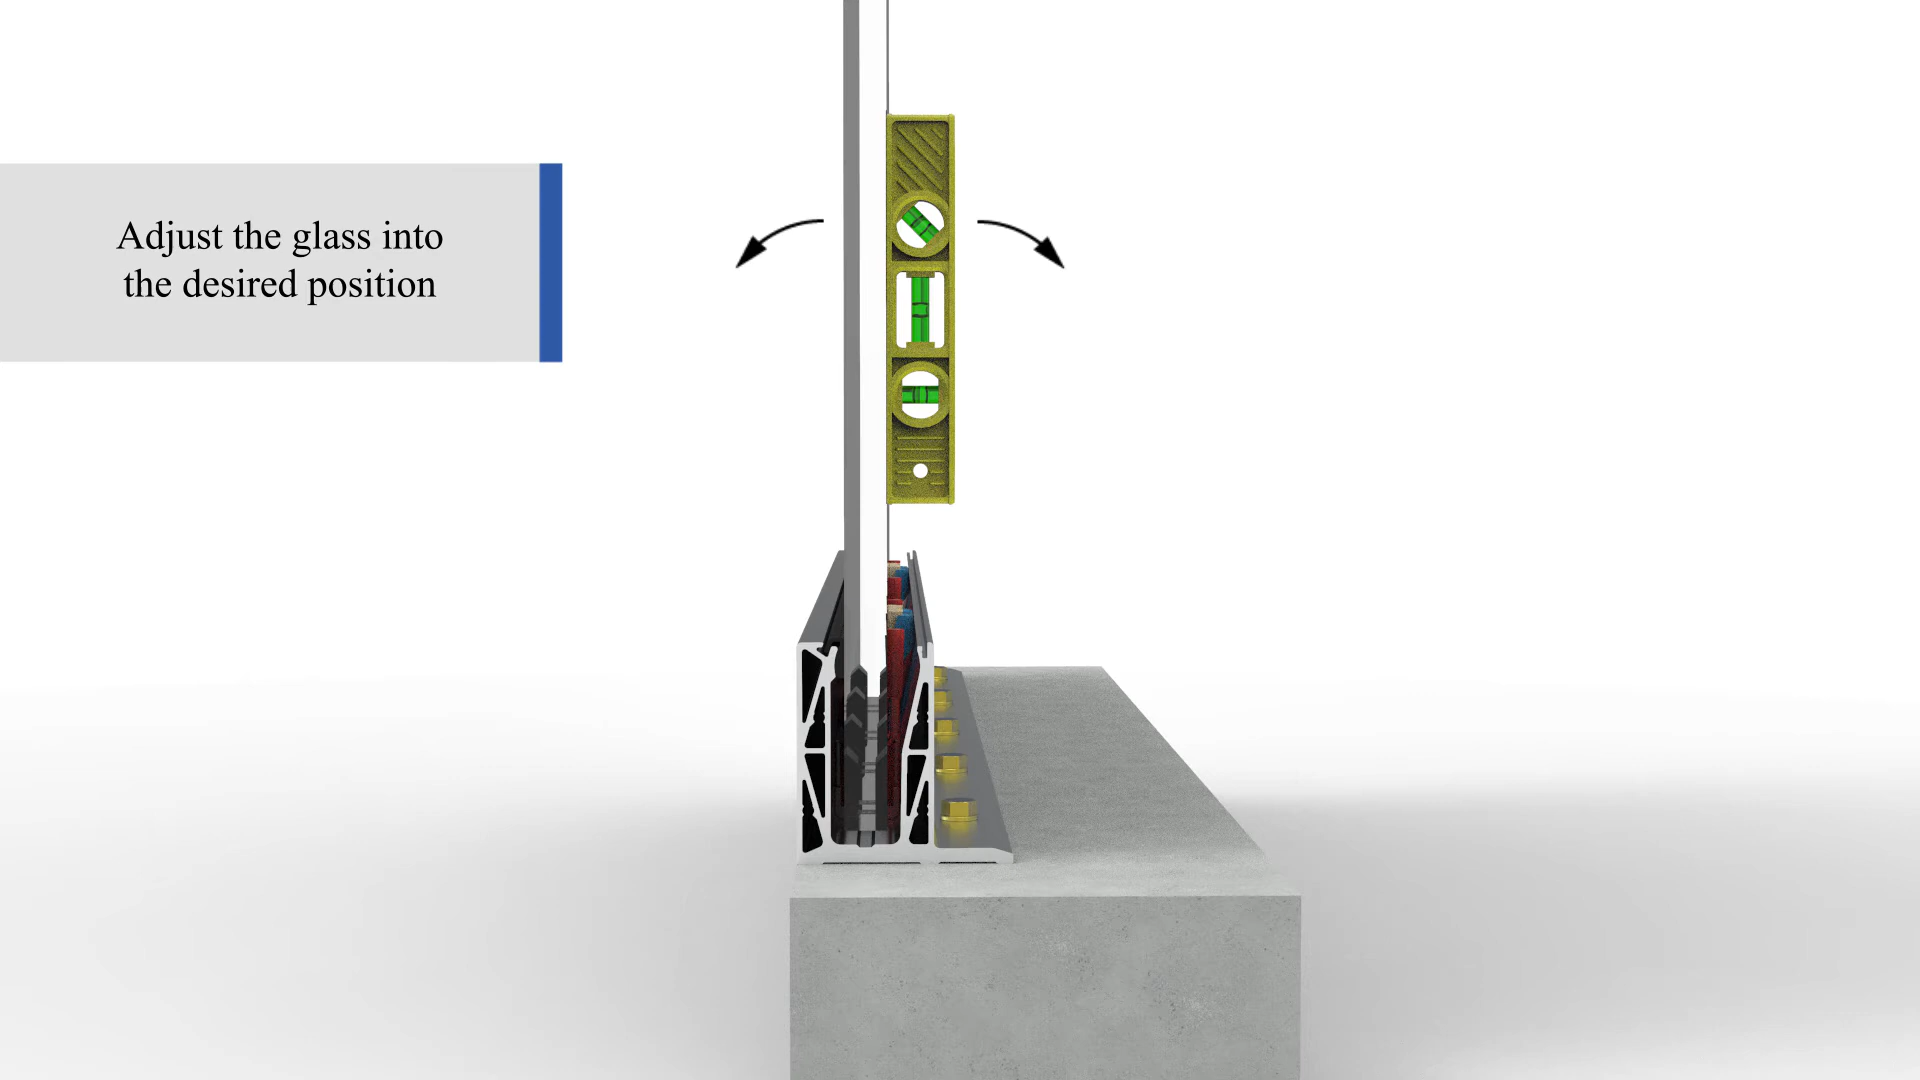 Adjust the glass into
the desired position